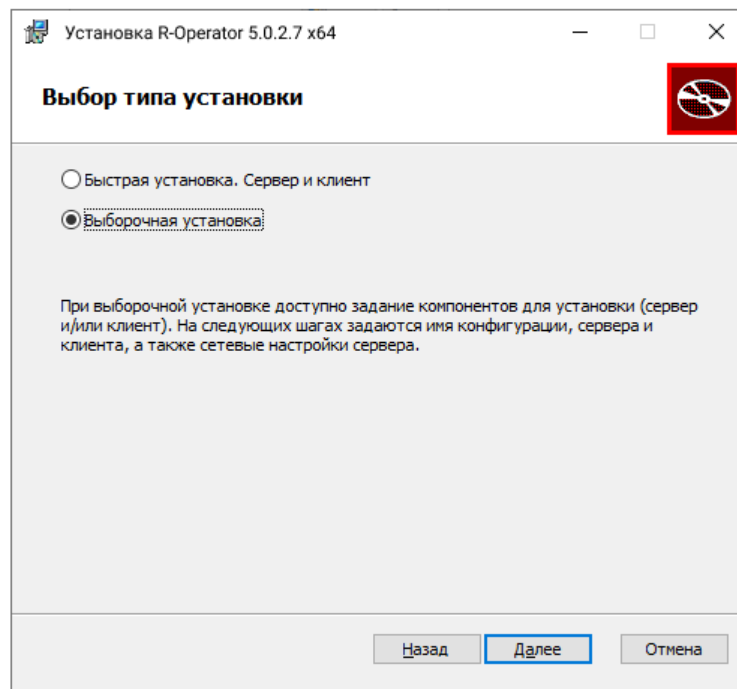 Установка R-Operator 5.0.2.7 x64
Выбор типа установки
Быстрая установка. Сервер и клиент
Выборочная установка
При выборочной установке доступно задание компонентов для установки (сервер
и/или клиент). На следующих шагах задаются имя конфигурации, сервера и
клиента, а также сетевые настройки сервера.
Назад Далее Отмена